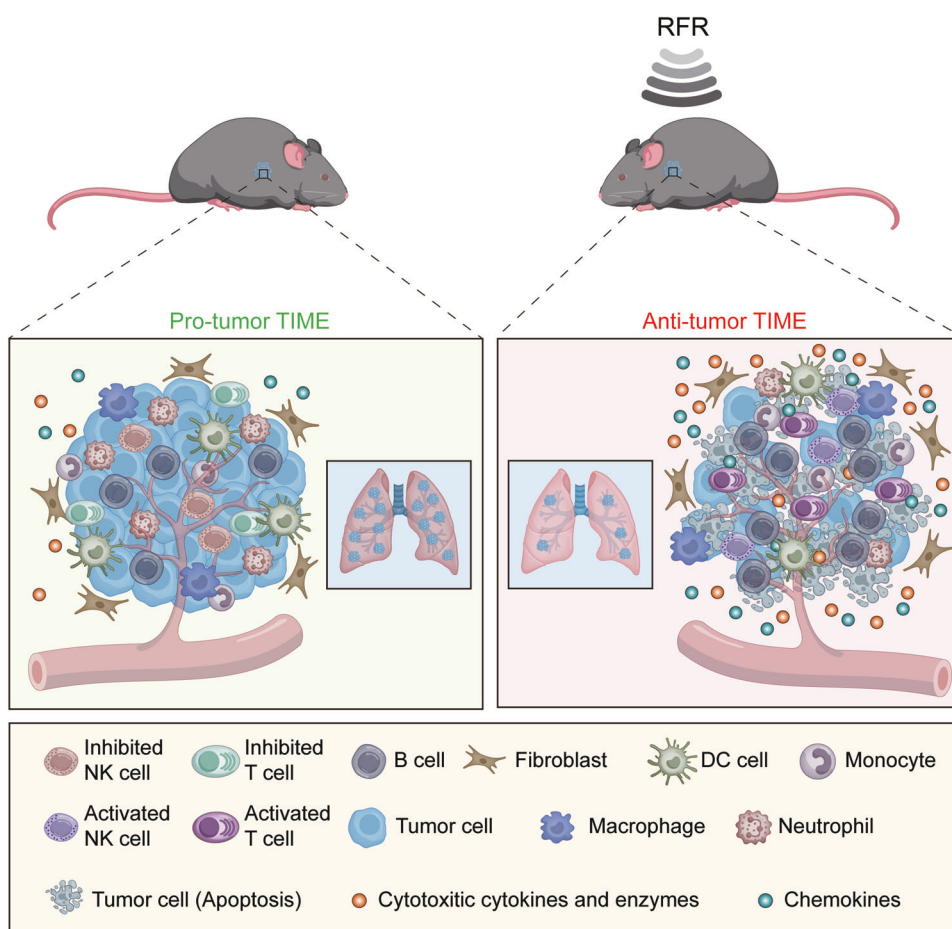 RFR
Pro-tumor TIME
Anti-tumor TIME
Inhibited
NK cell
Inhibited
T cell
B cell
Fibroblast
DC cell
Monocyte
Activated
NK cell
Activated
T cell
Tumor cell
Macrophage
Neutrophil
Tumor cell (Apoptosis)
Cytotoxitic cytokines and enzymes
Chemokines